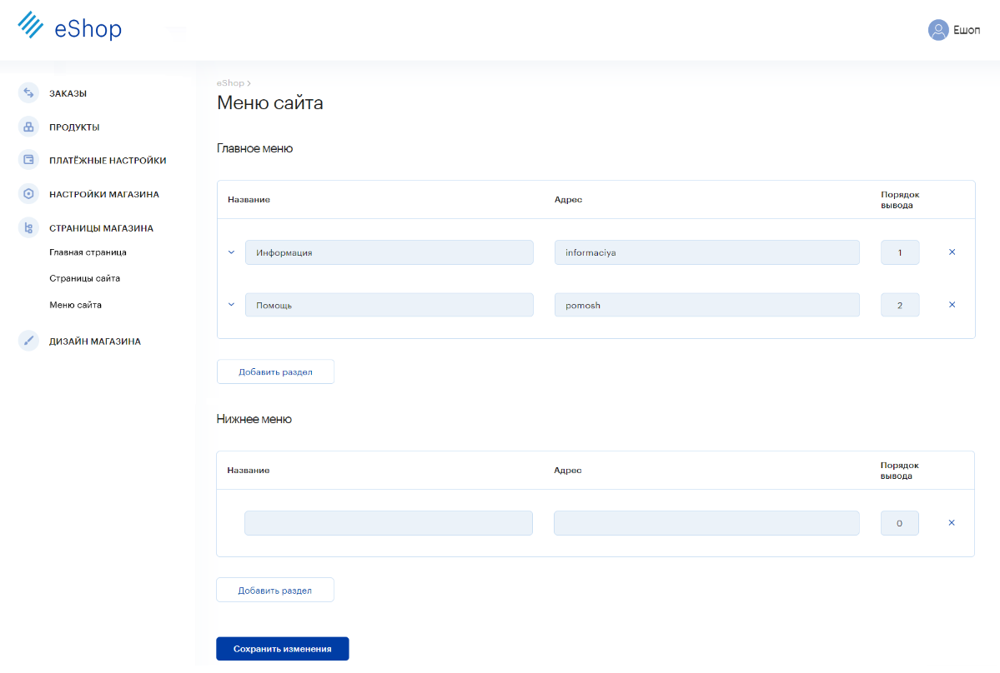 eShop
Ешоп
ЗАКАЗЫ
ПРОДУКТЫ
ПЛАТЁЖНЫЕ НАСТРОЙКИ
НАСТРОЙКИ МАГАЗИНА
СТРАНИЦЫ МАГАЗИНА
Главная страница
Страницы сайта
Меню сайта
ДИЗАЙН МАГАЗИНА
eShop >
Меню сайта
Главное меню
Название Адрес Порядок
вывода
Информация informaciya 1
Помощь pomosh 2
Добавить раздел
Нижнее меню
Название Адрес Порядок
вывода
0
Добавить раздел
Сохранить изменения